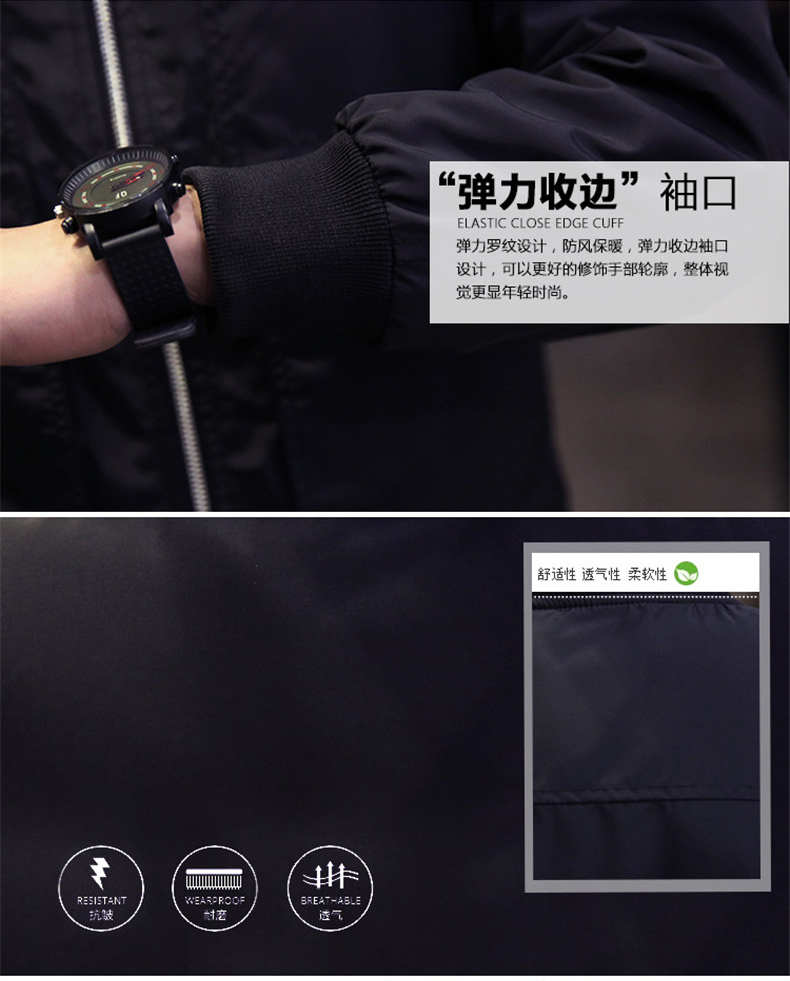 “弹力收边”袖口
ELASTIC CLOSE EDGE CUFF
弹力罗纹设计，防风保暖，弹力收边袖口
设计，可以更好的修饰手部轮廓，整体视
觉更显年轻时尚。
舒适性 透气性 柔软性
RESISTANT
抗皱
WEARPROOF
耐磨
BREATHABLE
透气